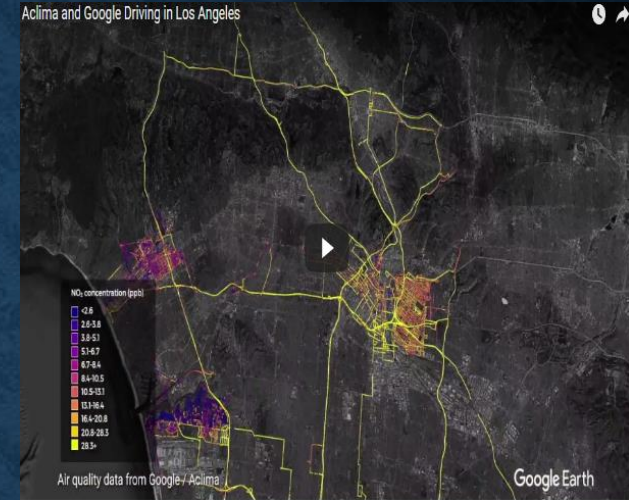 Aclima and Google Driving in Los Angeles
NO₂ concentration (ppb)
<2.6
2.6-3.8
3.8-5.1
5.1-6.7
6.7-8.4
8.4-10.5
10.5-13.1
13.1-16.4
16.4-20.8
20.8-28.3
28.3+
Air quality data from Google / Aclima
Google Earth